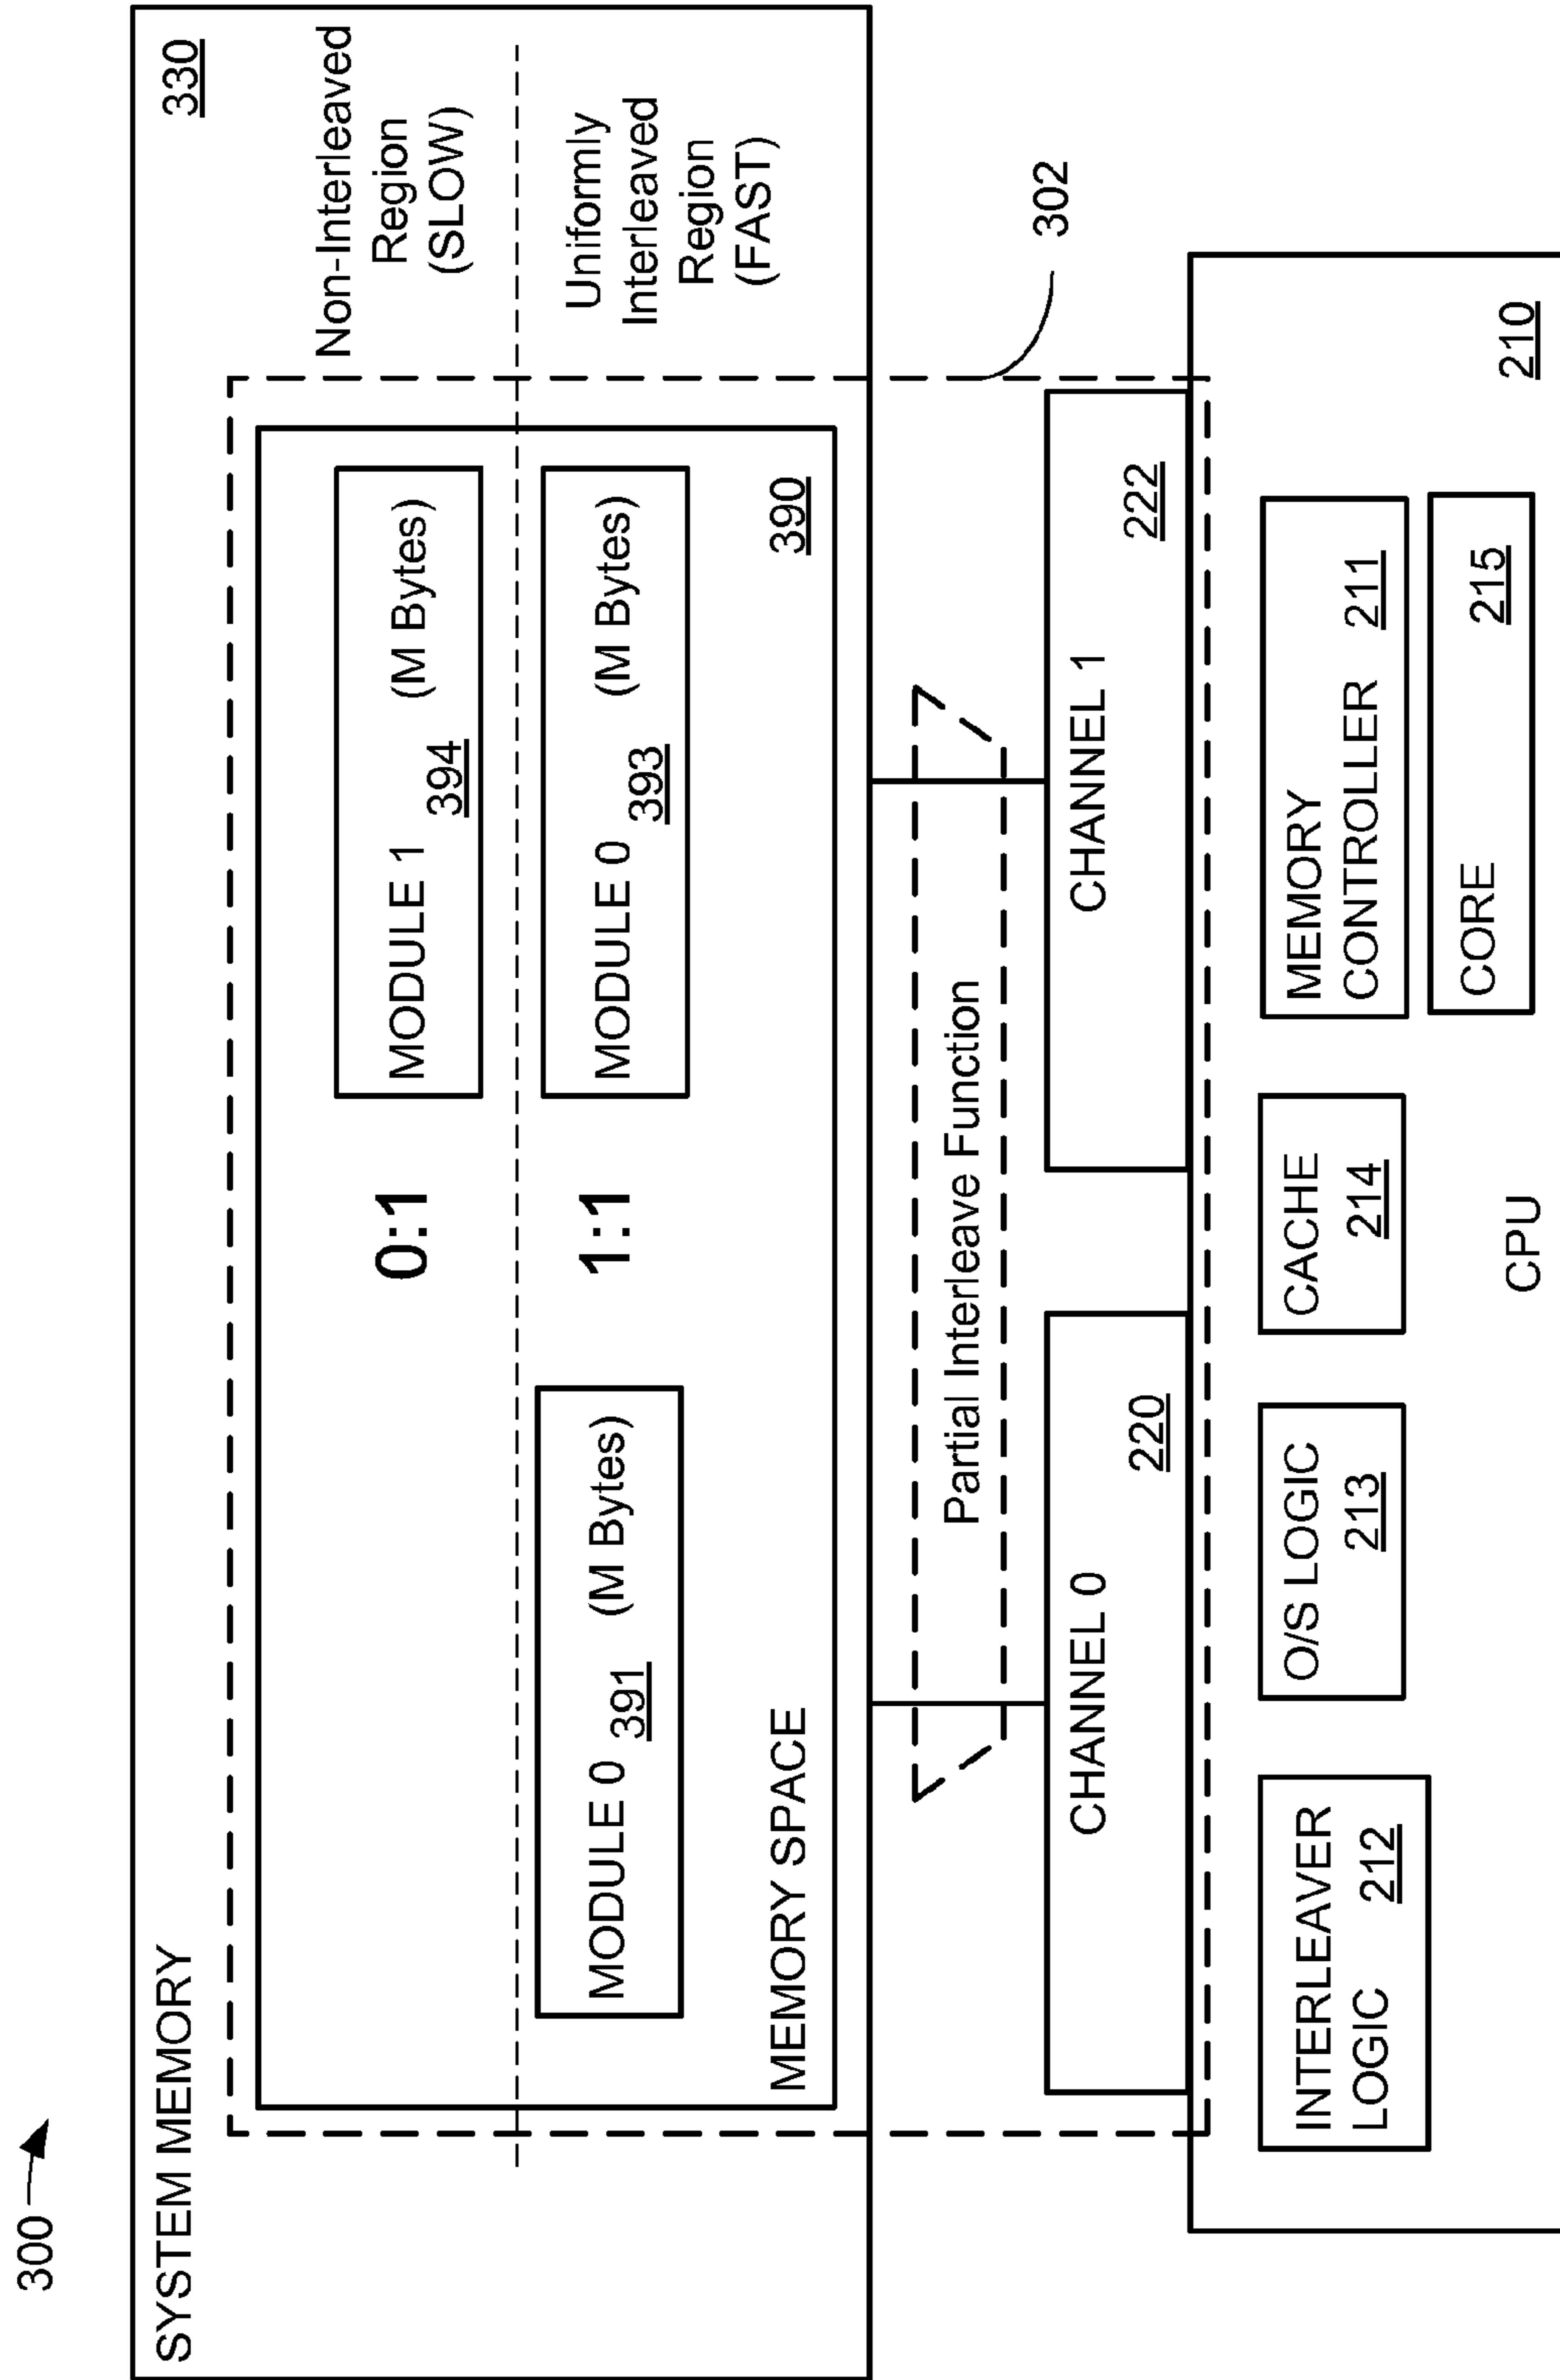 300
SYSTEM MEMORY
330
Non-Interleaved
Region
(SLOW)
MODULE 1 (M Bytes)
394
0:1
Uniformly
Interleaved
Region
(FAST)
MODULE 0 (M Bytes)
391
1:1
MODULE 0 (M Bytes)
393
MEMORY SPACE
390
Partial Interleave Function
302
CHANNEL 0
220
CHANNEL 1
222
INTERLEAVER
LOGIC 212
O/S LOGIC
213
CACHE
214
MEMORY
CONTROLLER 211
CORE 215
CPU
210